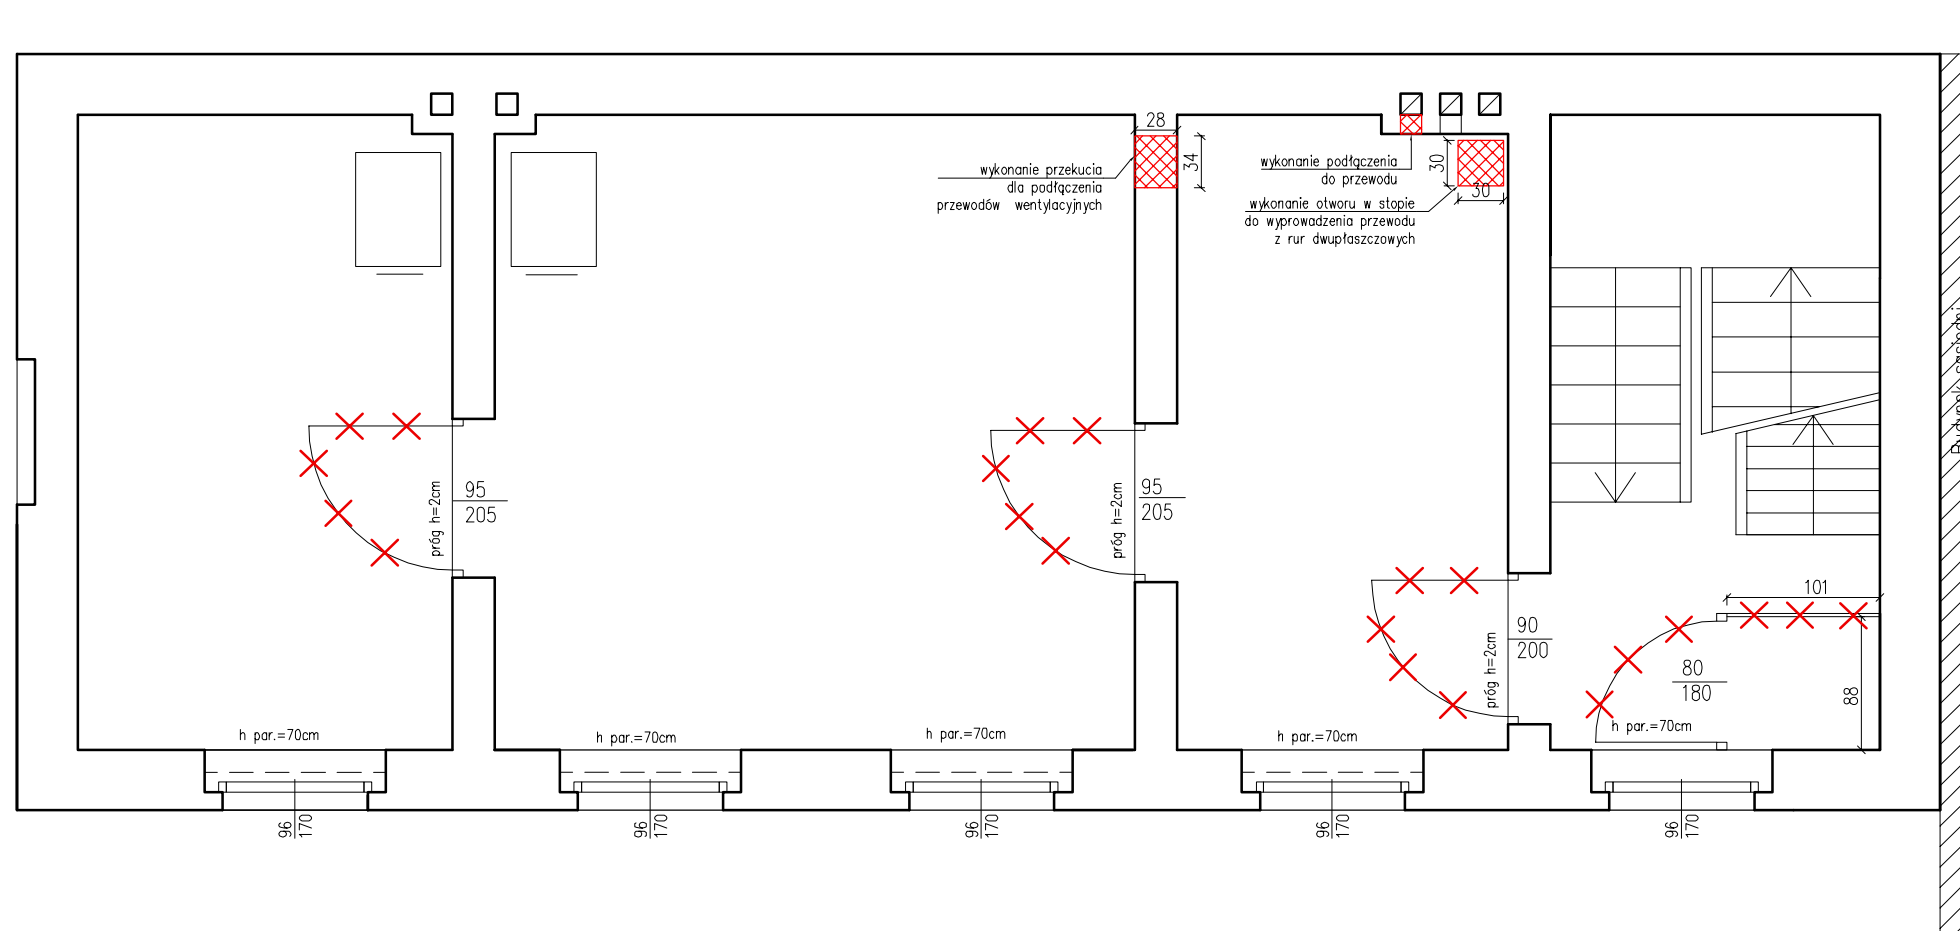 28
34
wykonanie przekucia
dla podłączenia
przewodów wentylacyjnych
wykonanie podłączenia
do przewodu
30
30
wykonanie otworu w stopie
do wyprowadzenia przewodu
z rur dwupłaszczowych
próg h=2cm
95
205
próg h=2cm
95
205
próg h=2cm
90
200
101
80
180
88
h par.=70cm
h par.=70cm
h par.=70cm
h par.=70cm
h par.=70cm
96
170
96
170
96
170
96
170
96
170